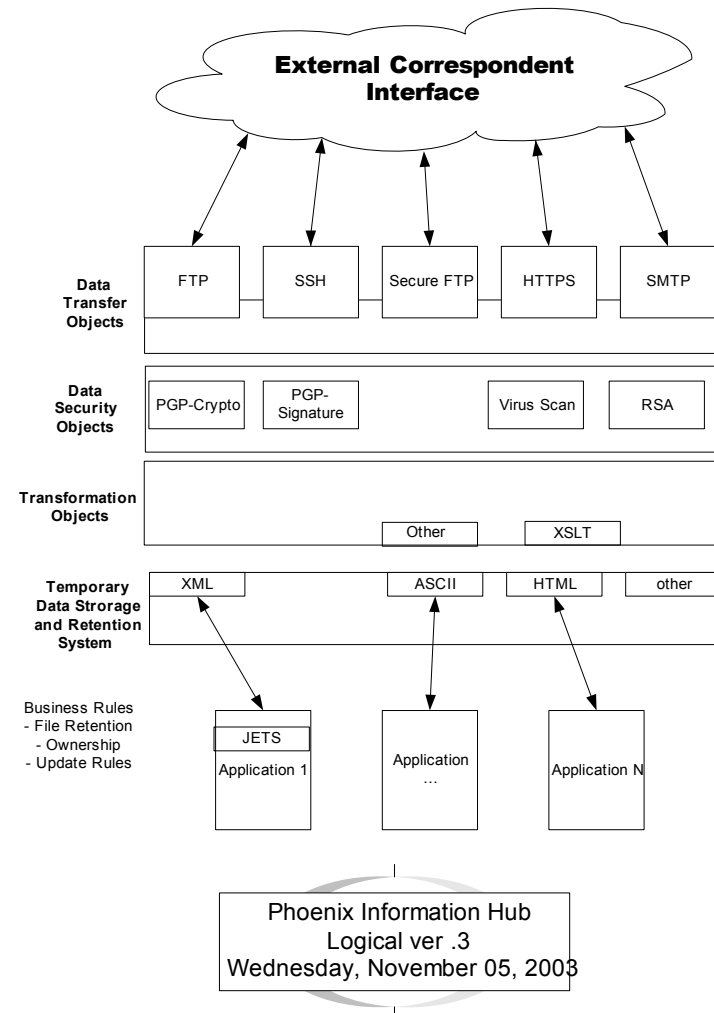 External Correspondent
Interface
FTP
SSH
Secure FTP
HTTPS
SMTP
Data
Transfer
Objects
Data
Security
Objects
PGP-Crypto
PGP-
Signature
Virus Scan
RSA
Transformation
Objects
Other
XSLT
Temporary
Data Strorage
and Retention
System
XML
ASCII
HTML
other
Business Rules
- File Retention
- Ownership
- Update Rules
JETS
Application 1
Application
...
Application N
Phoenix Information Hub
Logical ver .3
Wednesday, November 05, 2003